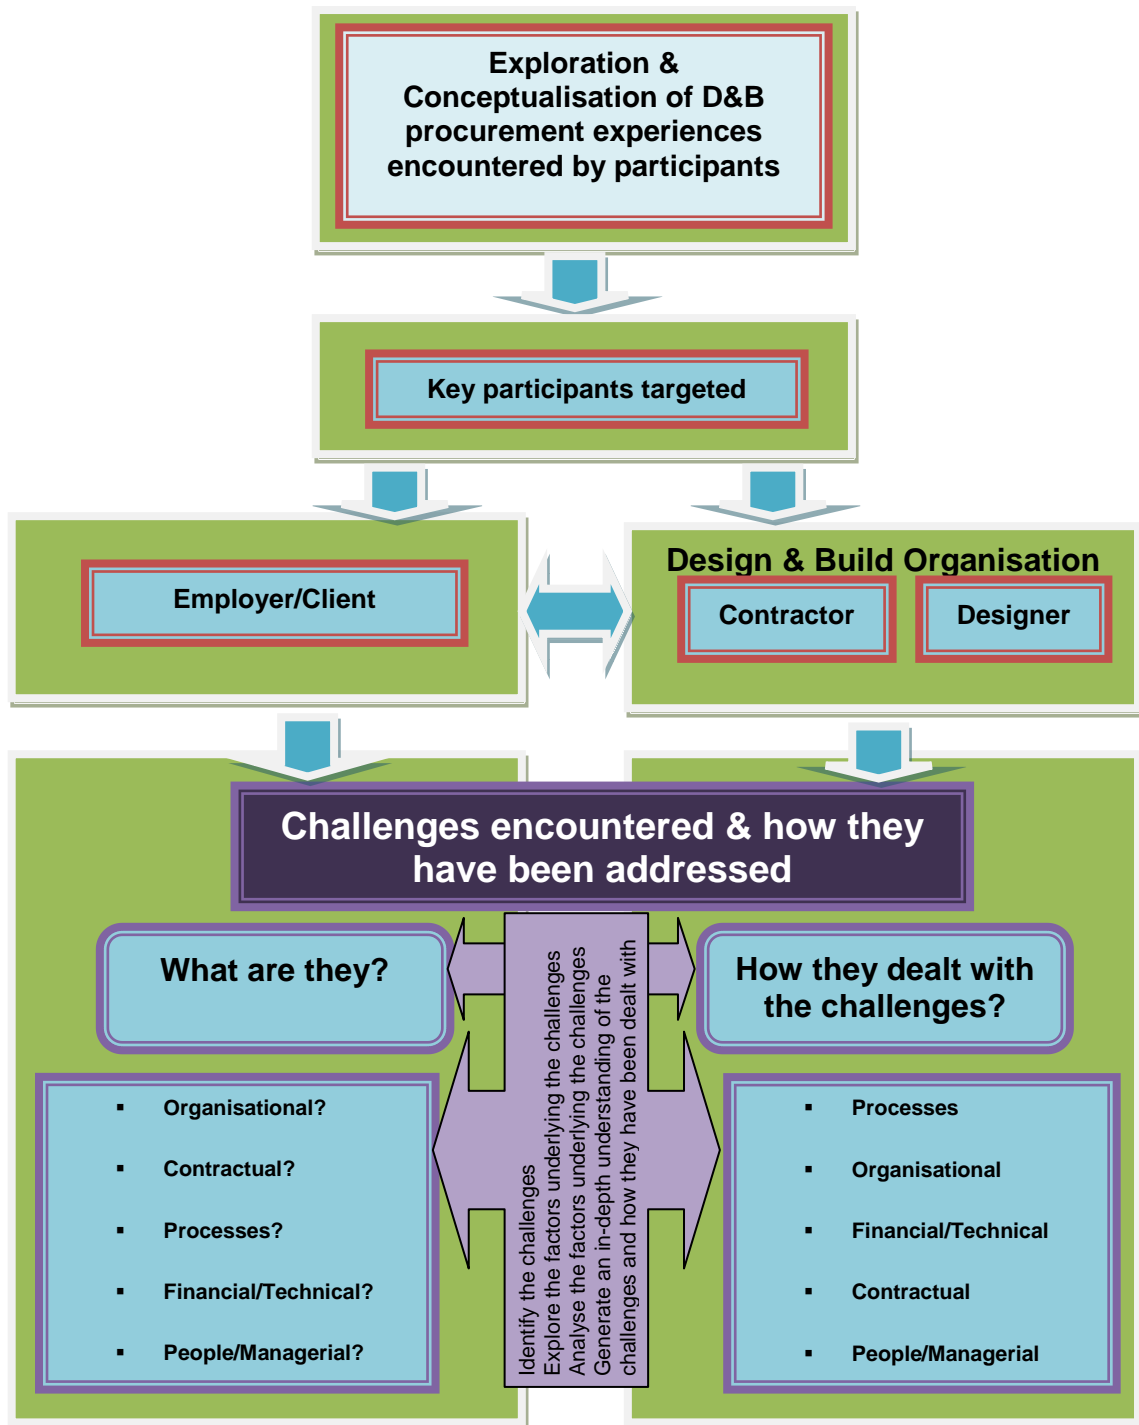 Exploration &
Conceptualisation of D&B
procurement experiences
encountered by participants
Key participants targeted
Employer/Client
Design & Build Organisation
Contractor
Designer
Challenges encountered & how they
have been addressed
What are they?
How they dealt with
the challenges?
▪ Organisational?
▪ Contractual?
▪ Processes?
▪ Financial/Technical?
▪ People/Managerial?
Identify the challenges
Explore the factors underlying the challenges
Analyse the factors underlying the challenges
Generate an in-depth understanding of the
challenges and how they have been dealt with
▪ Processes
▪ Organisational
▪ Financial/Technical
▪ Contractual
▪ People/Managerial